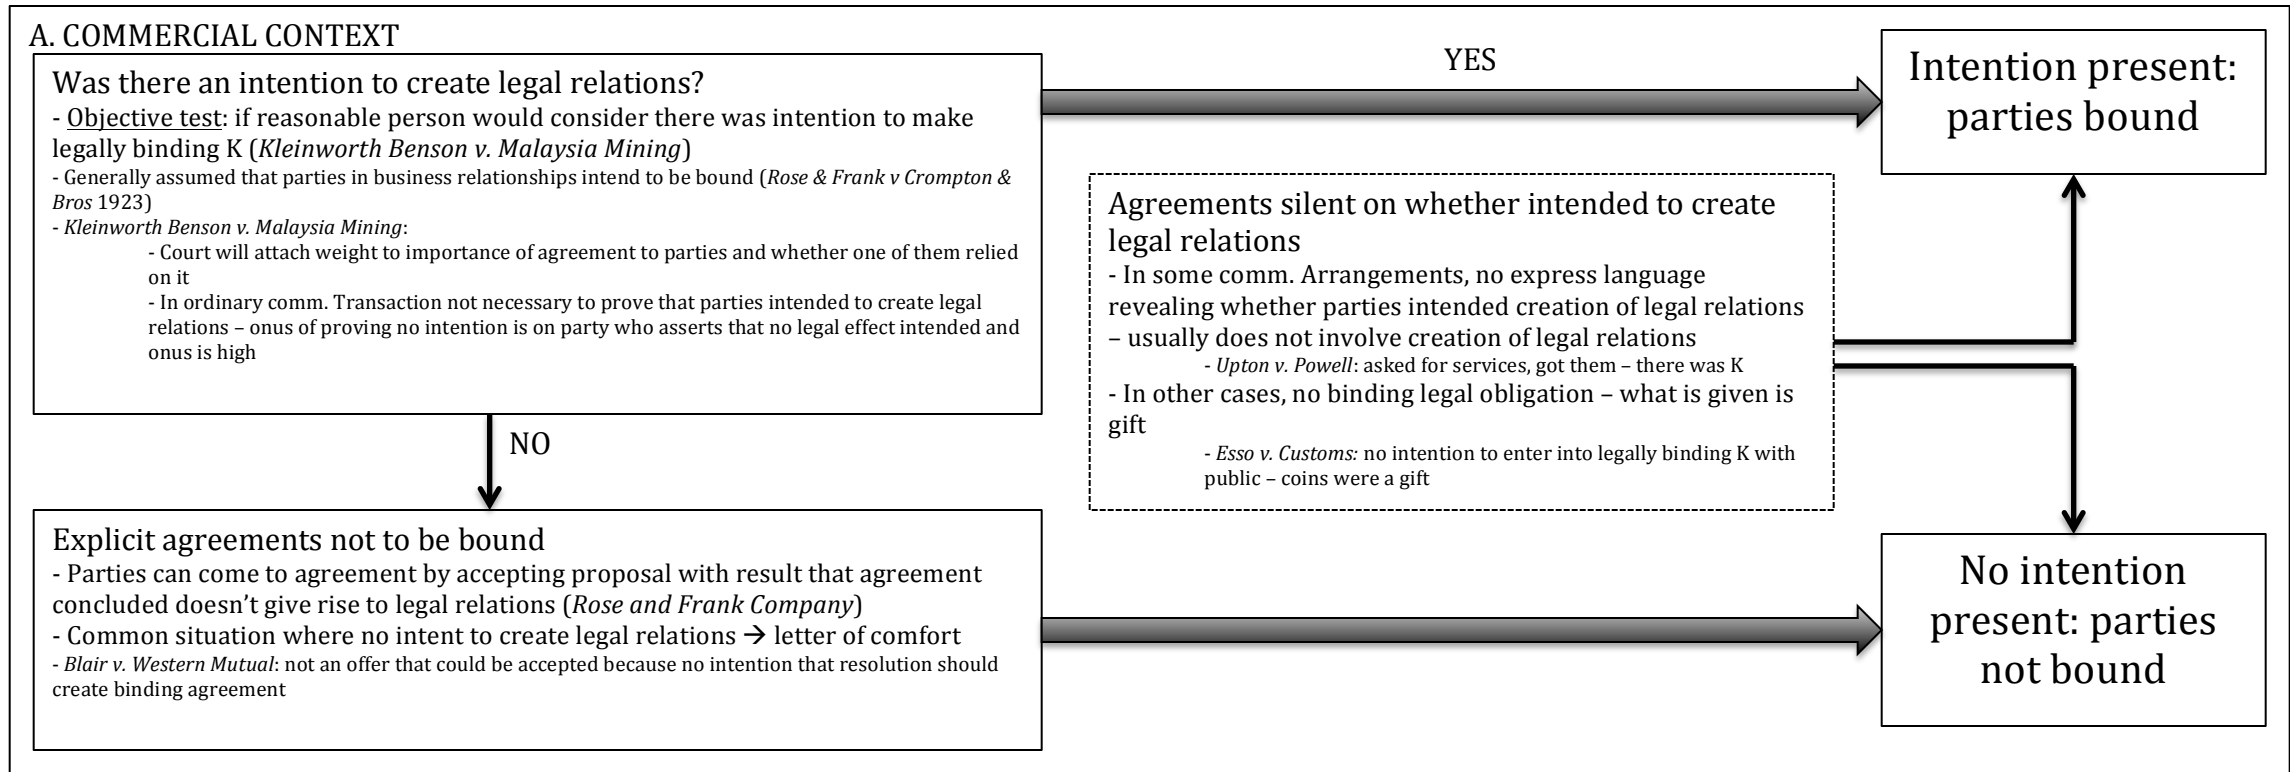 A. COMMERCIAL CONTEXT
Was there an intention to create legal relations?
- Objective test: if reasonable person would consider there was intention to make
legally binding K (Kleinworth Benson v. Malaysia Mining)
- Generally assumed that parties in business relationships intend to be bound (Rose & Frank v Crompton &
Bros 1923)
- Kleinworth Benson v. Malaysia Mining:
- Court will attach weight to importance of agreement to parties and whether one of them relied
on it
- In ordinary comm. Transaction not necessary to prove that parties intended to create legal
relations – onus of proving no intention is on party who asserts that no legal effect intended and
onus is high
YES
Intention present:
parties bound
Agreements silent on whether intended to create
legal relations
- In some comm. Arrangements, no express language
revealing whether parties intended creation of legal relations
– usually does not involve creation of legal relations
- Upton v. Powell: asked for services, got them – there was K
- In other cases, no binding legal obligation – what is given is
gift
- Esso v. Customs: no intention to enter into legally binding K with
public – coins were a gift
NO
Explicit agreements not to be bound
- Parties can come to agreement by accepting proposal with result that agreement
concluded doesn’t give rise to legal relations (Rose and Frank Company)
- Common situation where no intent to create legal relations → letter of comfort
- Blair v. Western Mutual: not an offer that could be accepted because no intention that resolution should
create binding agreement
No intention
present: parties
not bound